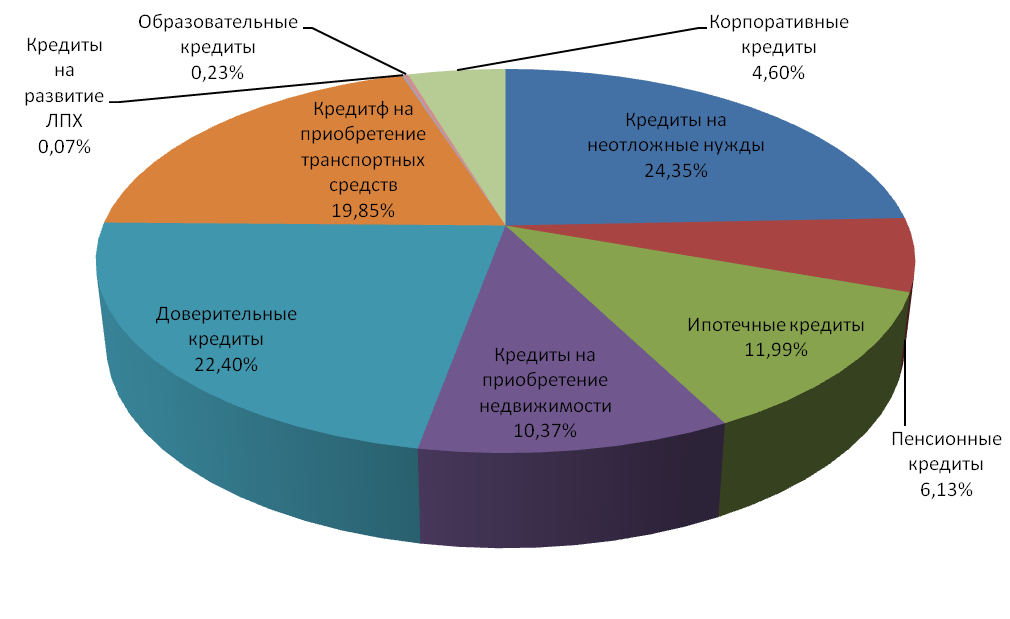 Образовательные
кредиты
0,23%
Корпоративные
кредиты
4,60%
Кредиты
на
развитие
ЛПХ
0,07%
Кредитф на
приобретение
транспортных
средств
19,85%
Кредиты на
неотложные нужды
24,35%
Доверительные
кредиты
22,40%
Ипотечные кредиты
11,99%
Кредиты на
приобретение
недвижимости
10,37%
Пенсионные
кредиты
6,13%